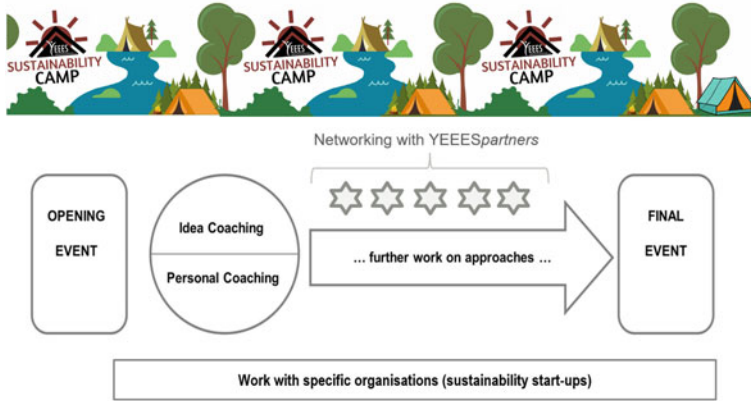 YEEES
SUSTAINABILITY
CAMP
YEEES
SUSTAINABILITY
CAMP
YEEES
SUSTAINABILITY
CAMP
Networking with YEEESpartners
OPENING
EVENT
Idea Coaching
Personal Coaching
... further work on approaches ...
FINAL
EVENT
Work with specific organisations (sustainability start-ups)